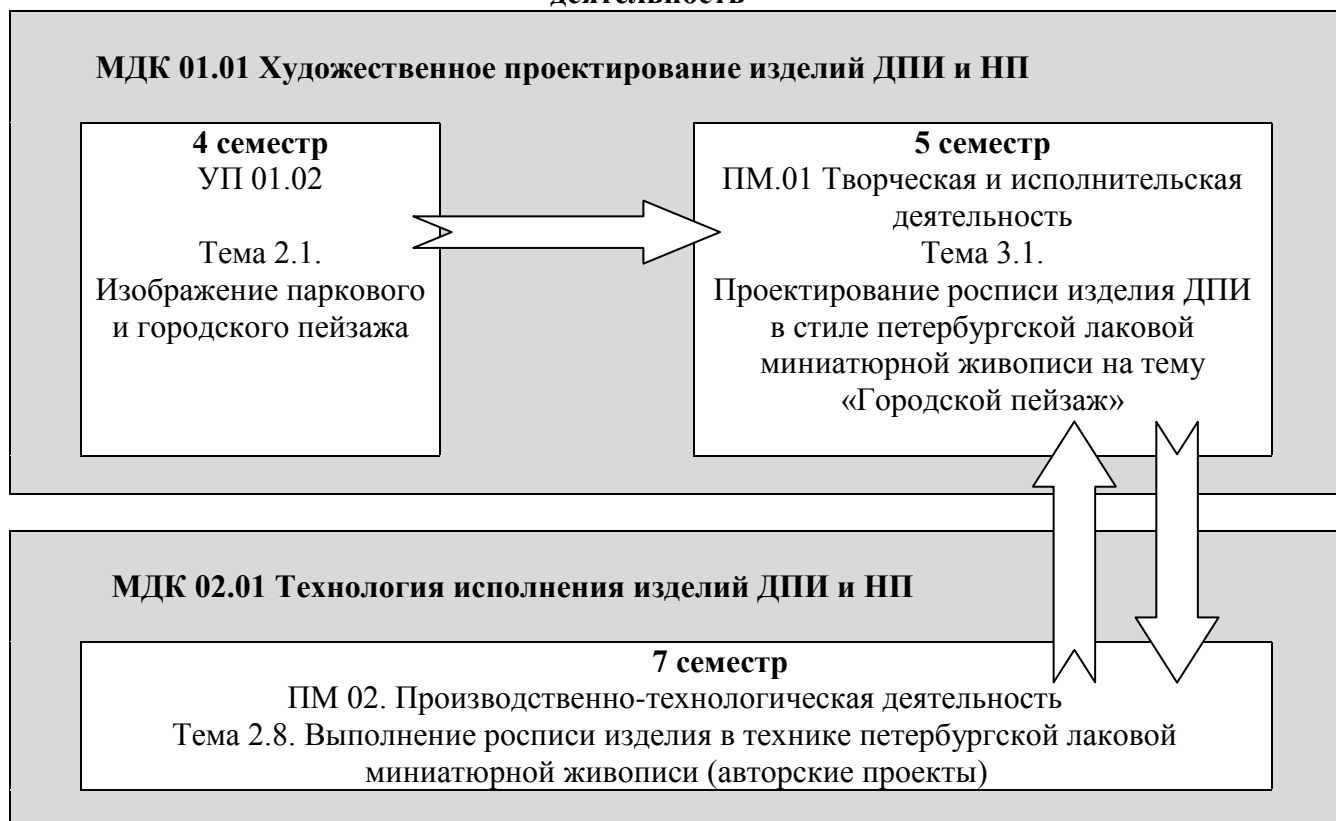 деятельность
МДК 01.01 Художественное проектирование изделий ДПИ и НП
4 семестр
УП 01.02
Тема 2.1.
Изображение паркового
и городского пейзажа
5 семестр
ПМ.01 Творческая и исполнительская
деятельность
Тема 3.1.
Проектирование росписи изделия ДПИ
в стиле петербургской лаковой
миниатюрной живописи на тему
«Городской пейзаж»
МДК 02.01 Технология исполнения изделий ДПИ и НП
7 семестр
ПМ 02. Производственно-технологическая деятельность
Тема 2.8. Выполнение росписи изделия в технике петербургской лаковой
миниатюрной живописи (авторские проекты)